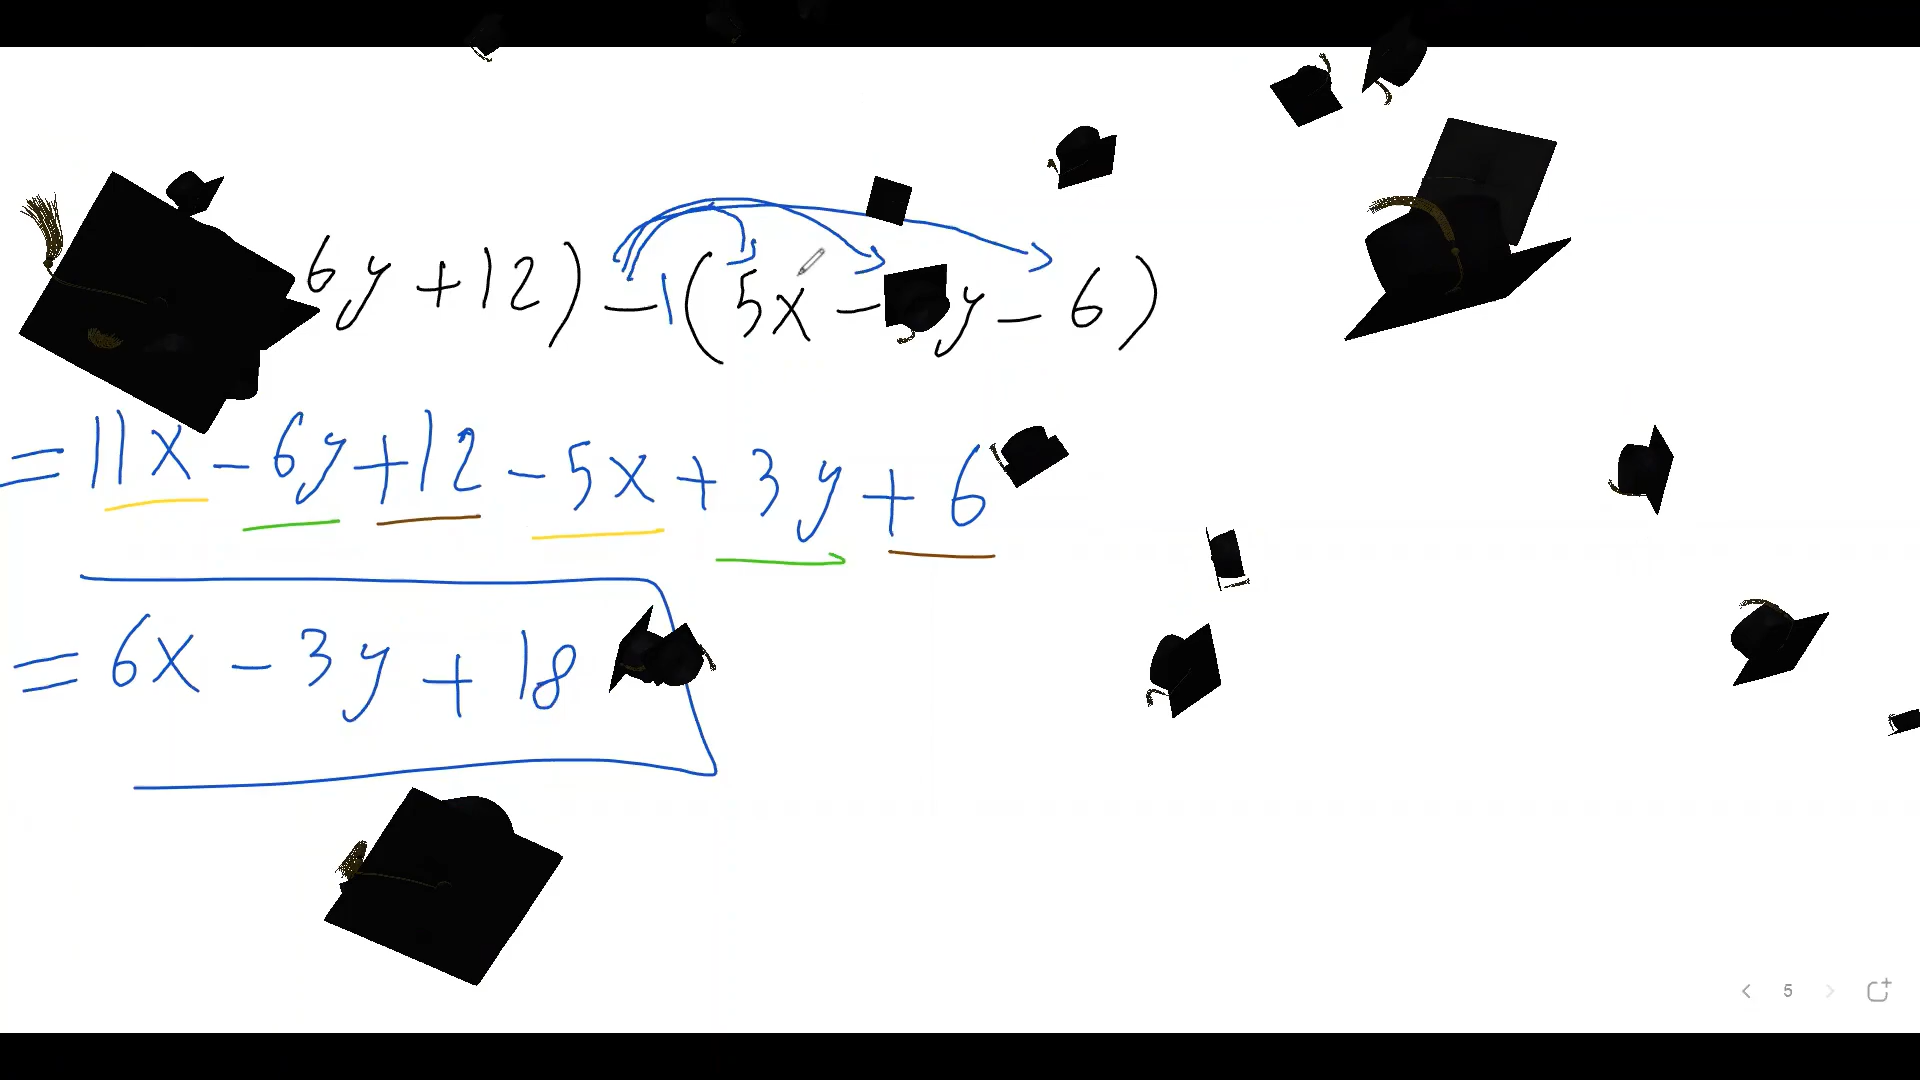 6y + 12) - 1(5x - y - 6)
= 11x - 6y + 12 - 5x + 3y + 6
= 6x - 3y + 18
5